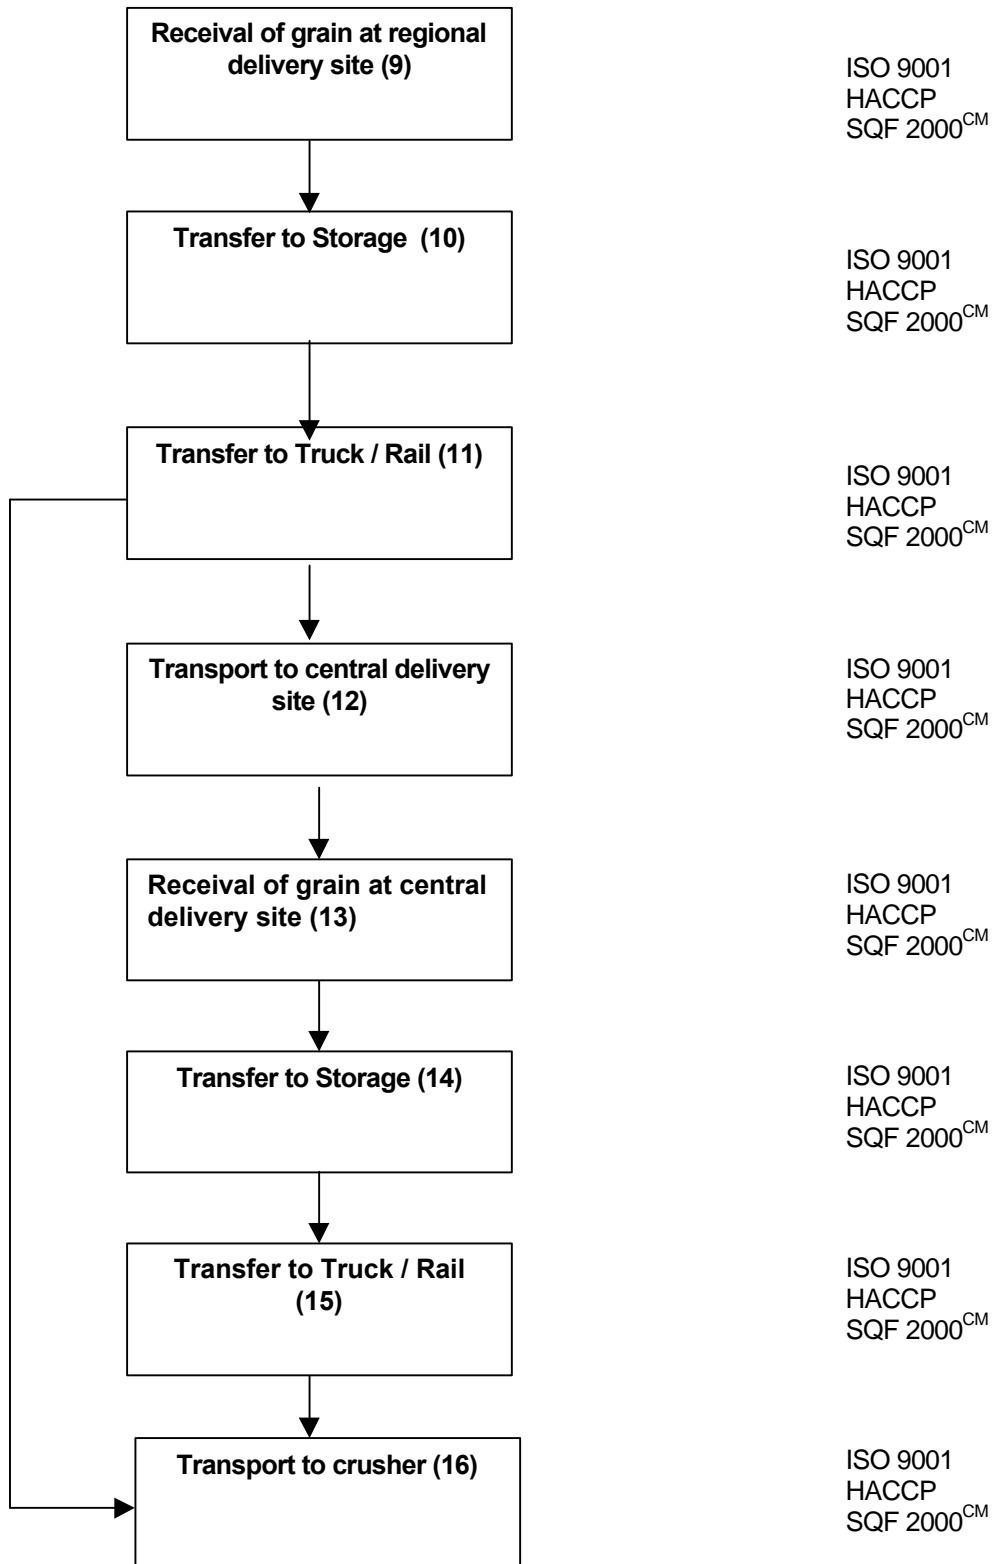 Receival of grain at regional
delivery site (9)
ISO 9001
HACCP
SQF 2000CM
Transfer to Storage (10)
ISO 9001
HACCP
SQF 2000CM
Transfer to Truck / Rail (11)
ISO 9001
HACCP
SQF 2000CM
Transport to central delivery
site (12)
ISO 9001
HACCP
SQF 2000CM
Receival of grain at central
delivery site (13)
ISO 9001
HACCP
SQF 2000CM
Transfer to Storage (14)
ISO 9001
HACCP
SQF 2000CM
Transfer to Truck / Rail
(15)
ISO 9001
HACCP
SQF 2000CM
Transport to crusher (16)
ISO 9001
HACCP
SQF 2000CM